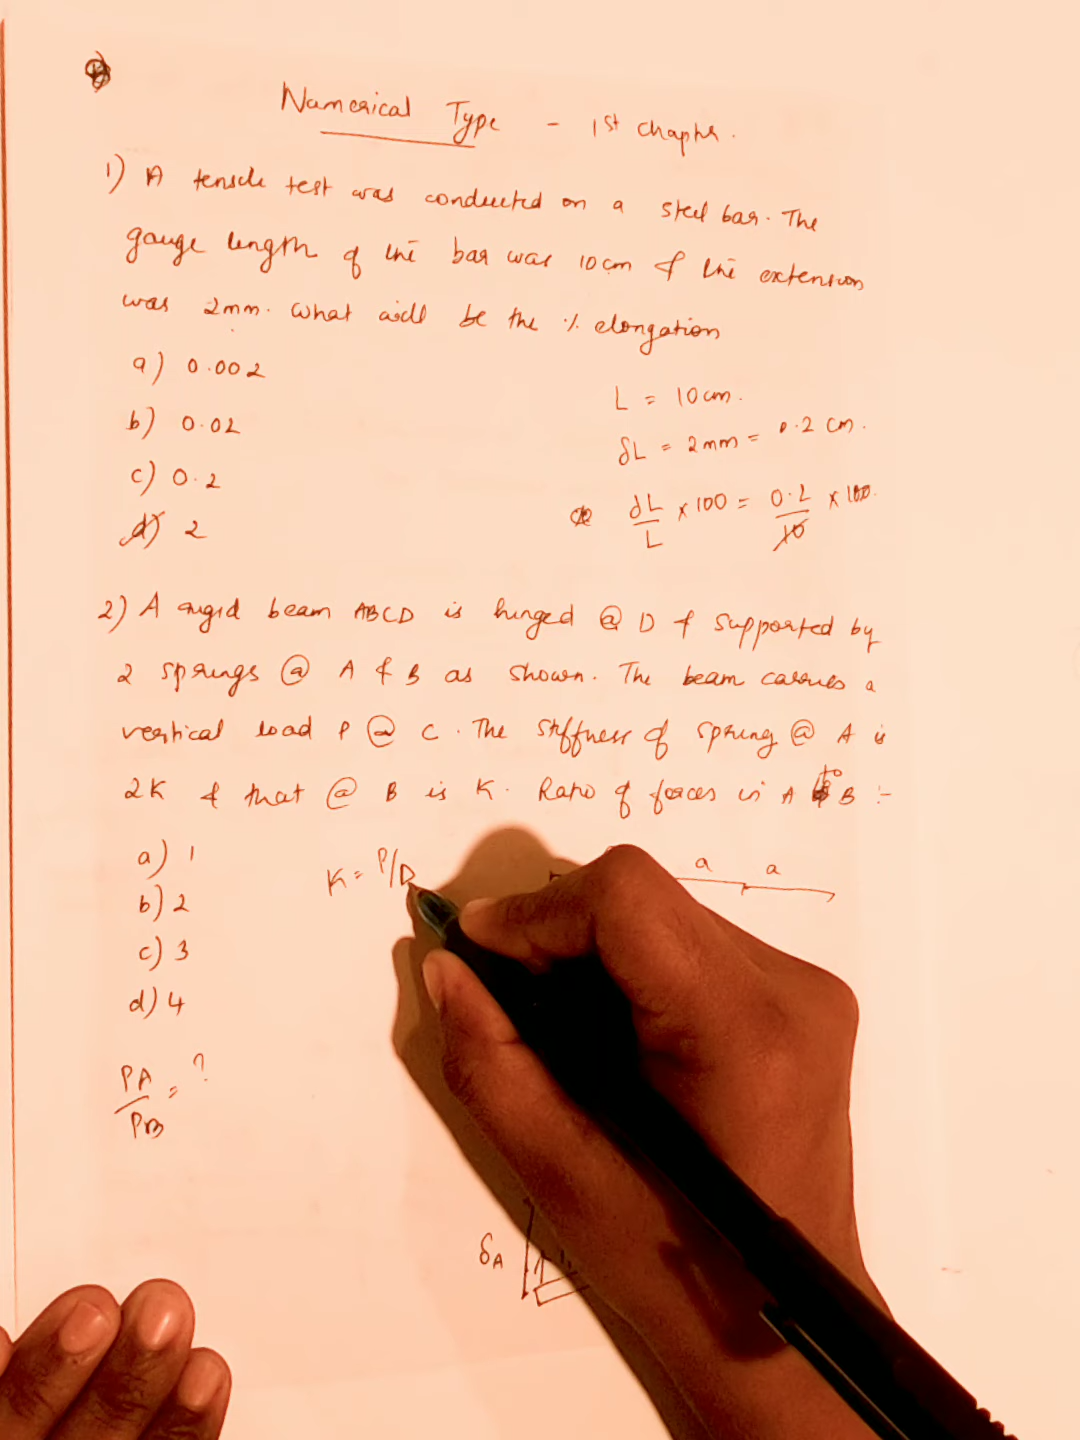 Numerical Type - 1st chapter.
1) A tensile test was conducted on a steel bar. The
gauge length of the bar was 10cm & the extension
was 2mm. What will be the % elongation
a) 0.002
b) 0.02
c) 0.2
d) 2
L = 10cm.
δL = 2mm = 0.2 cm.
δL/L × 100 = 0.2/10 × 100.
2) A rigid beam ABCD is hinged @ D & supported by
2 springs @ A & B as shown. The beam carries a
vertical load P @ C. The stiffness of spring @ A is
2K & that @ B is K. Ratio of forces in A to B :-
a) 1
b) 2
c) 3
d) 4
K = P/D
a a
PA/PB = ?
δA